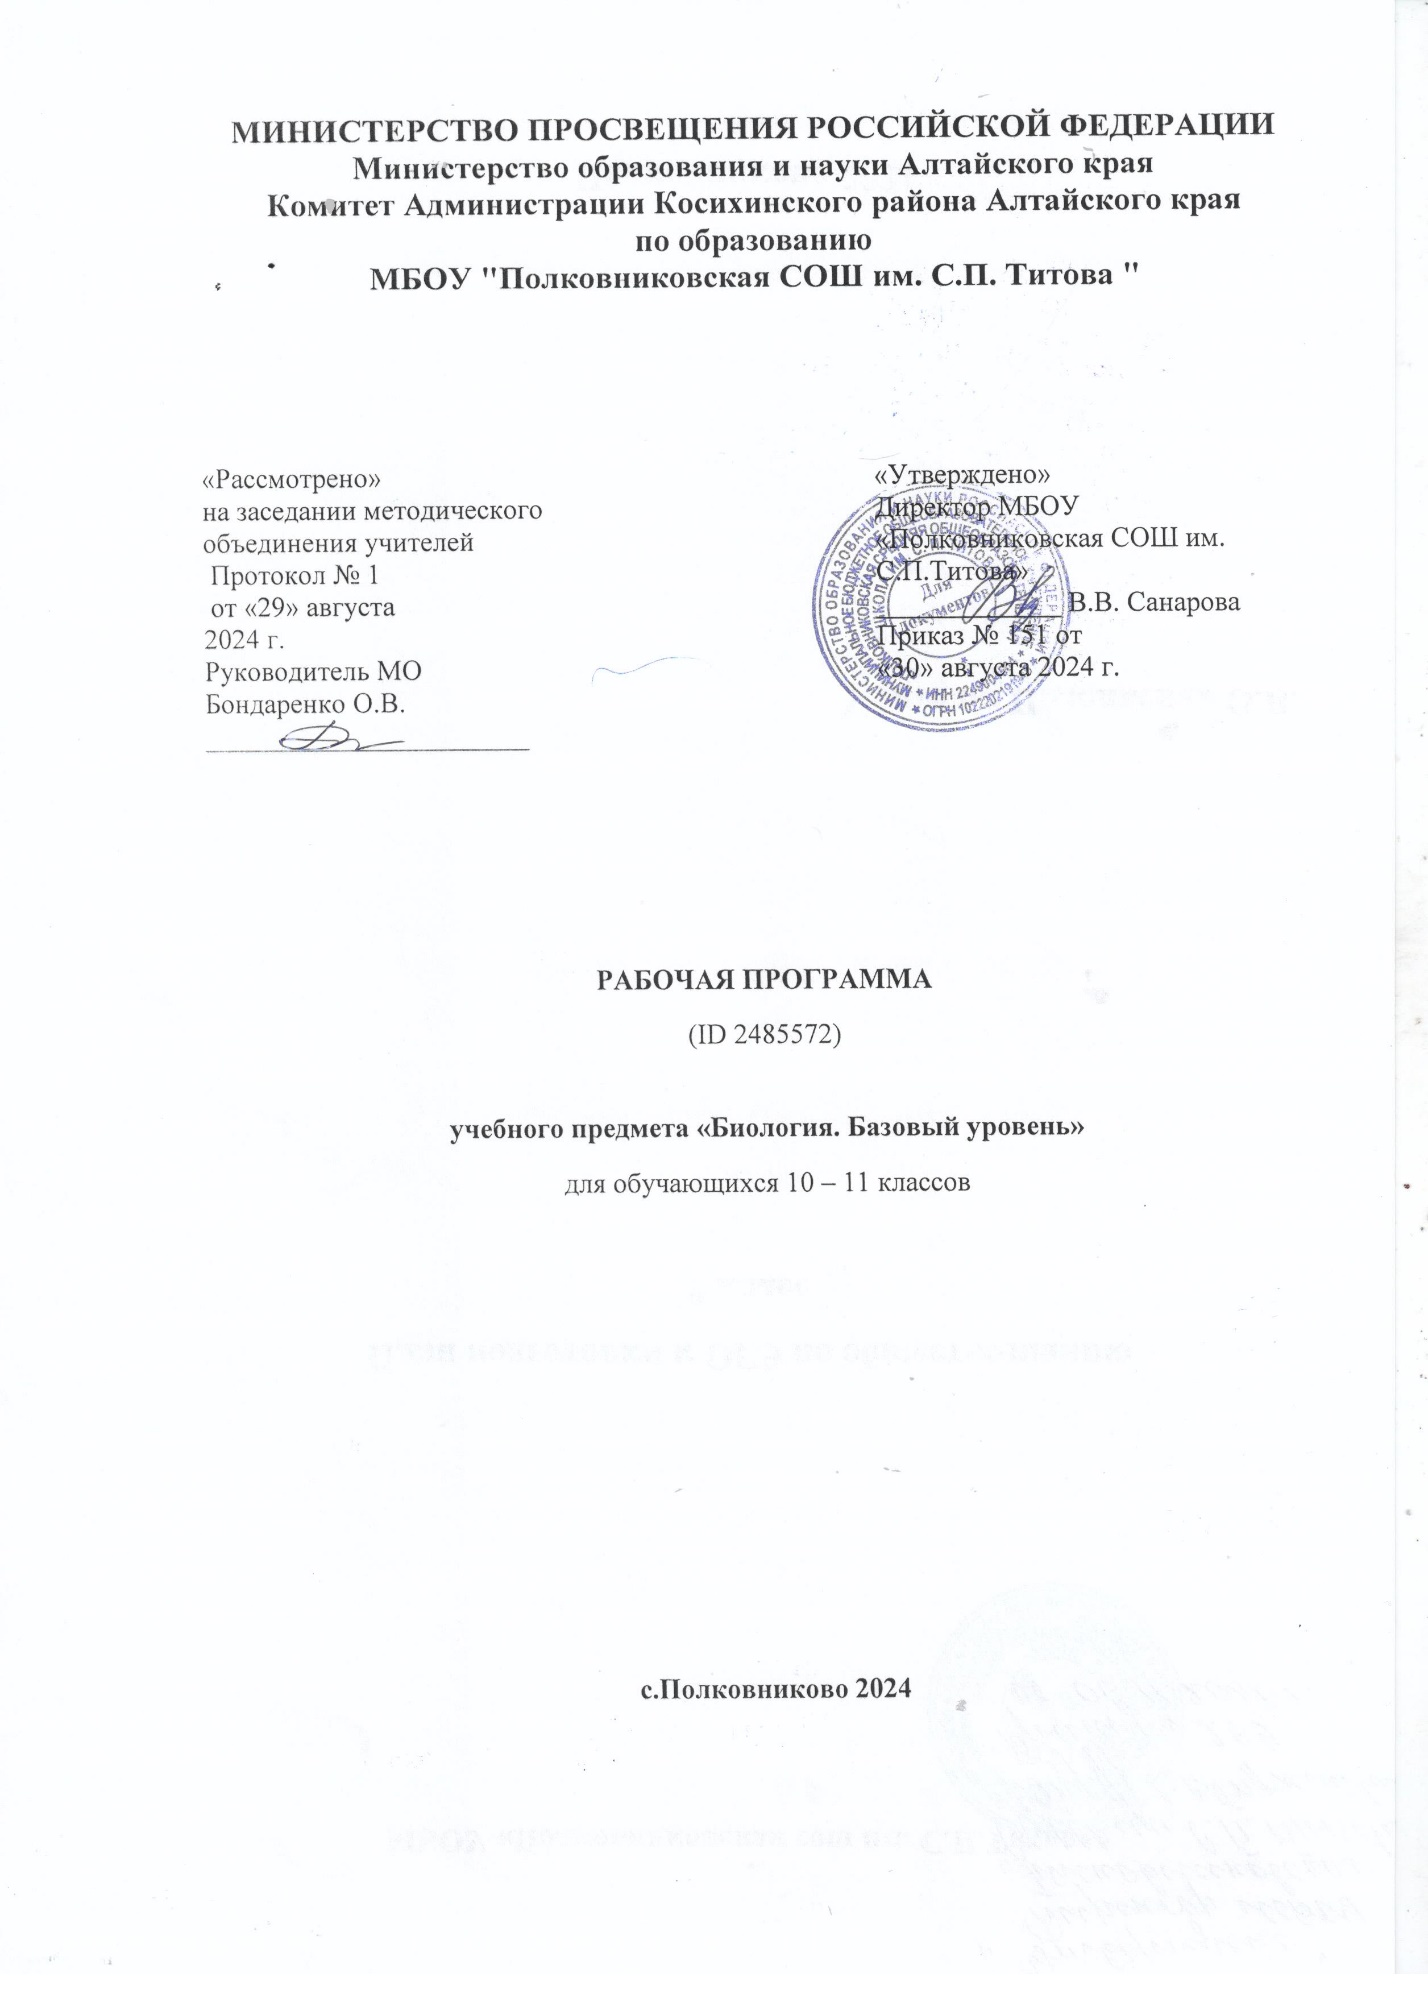 МИНИСТЕРСТВО ПРОСВЕЩЕНИЯ РОССИЙСКОЙ ФЕДЕРАЦИИ
Министерство образования и науки Алтайского края
Комитет Администрации Косихинского района Алтайского края
по образованию
МБОУ "Полковниковская СОШ им. С.П. Титова "
«Рассмотрено»
на заседании методического
объединения учителей
Протокол № 1
от «29» августа
2024 г.
Руководитель МО
Бондаренко О.В.
«Утверждено»
Директор МБОУ
«Полковниковская СОШ им.
С.П.Титова»
В.В. Санарова
Приказ № 151 от
«30» августа 2024 г.
Для
документов
РАБОЧАЯ ПРОГРАММА
(ID 2485572)
учебного предмета «Биология. Базовый уровень»
для обучающихся 10 – 11 классов
с.Полковниково 2024